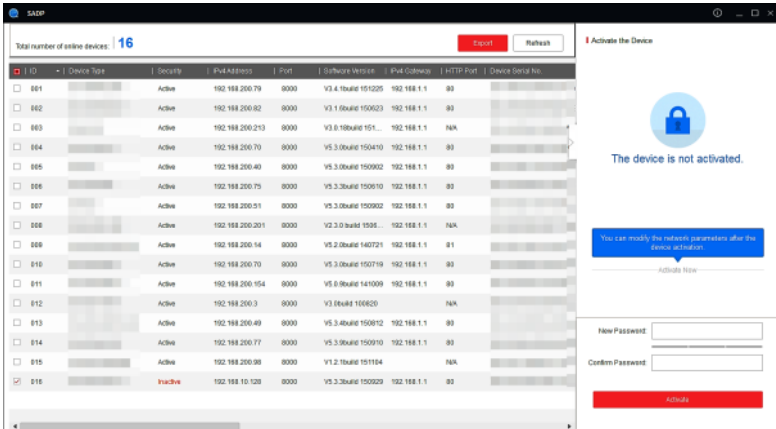 SADP
Total number of online devices: 16
Export
Refresh
Activate the Device
ID Device Type Security IPv4 Address Port Software Version IPv4 Gateway HTTP Port Device Serial No.
001 Active 192.168.200.79 8000 V3.4.1build 151225 192.168.1.1 80
002 Active 192.168.200.82 8000 V3.1.6build 150623 192.168.1.1 80
003 Active 192.168.200.213 8000 V3.0.18build 151... 192.168.1.1 N/A
004 Active 192.168.200.70 8000 V5.3.0build 150410 192.168.1.1 80
005 Active 192.168.200.40 8000 V5.3.0build 150902 192.168.1.1 80
006 Active 192.168.200.75 8000 V5.3.3build 150610 192.168.1.1 80
007 Active 192.168.200.51 8000 V5.3.0build 150902 192.168.1.1 80
008 Active 192.168.200.201 8000 V2.3.0 build 1506... 192.168.1.1 N/A
009 Active 192.168.200.14 8000 V5.2.0build 140721 192.168.1.1 81
010 Active 192.168.200.70 8000 V5.3.0build 150719 192.168.1.1 80
011 Active 192.168.200.154 8000 V5.0.9build 141009 192.168.1.1 80
012 Active 192.168.200.3 8000 V3.0build 100820 N/A
013 Active 192.168.200.49 8000 V5.3.4build 150812 192.168.1.1 80
014 Active 192.168.200.77 8000 V5.3.9build 150910 192.168.1.1 80
015 Active 192.168.200.98 8000 V1.2.1build 151104 N/A
016 Inactive 192.168.10.128 8000 V5.3.3build 150929 192.168.1.1 80
The device is not activated.
You can modify the network parameters after the
device activation.
Activate Now
New Password:
Confirm Password:
Activate